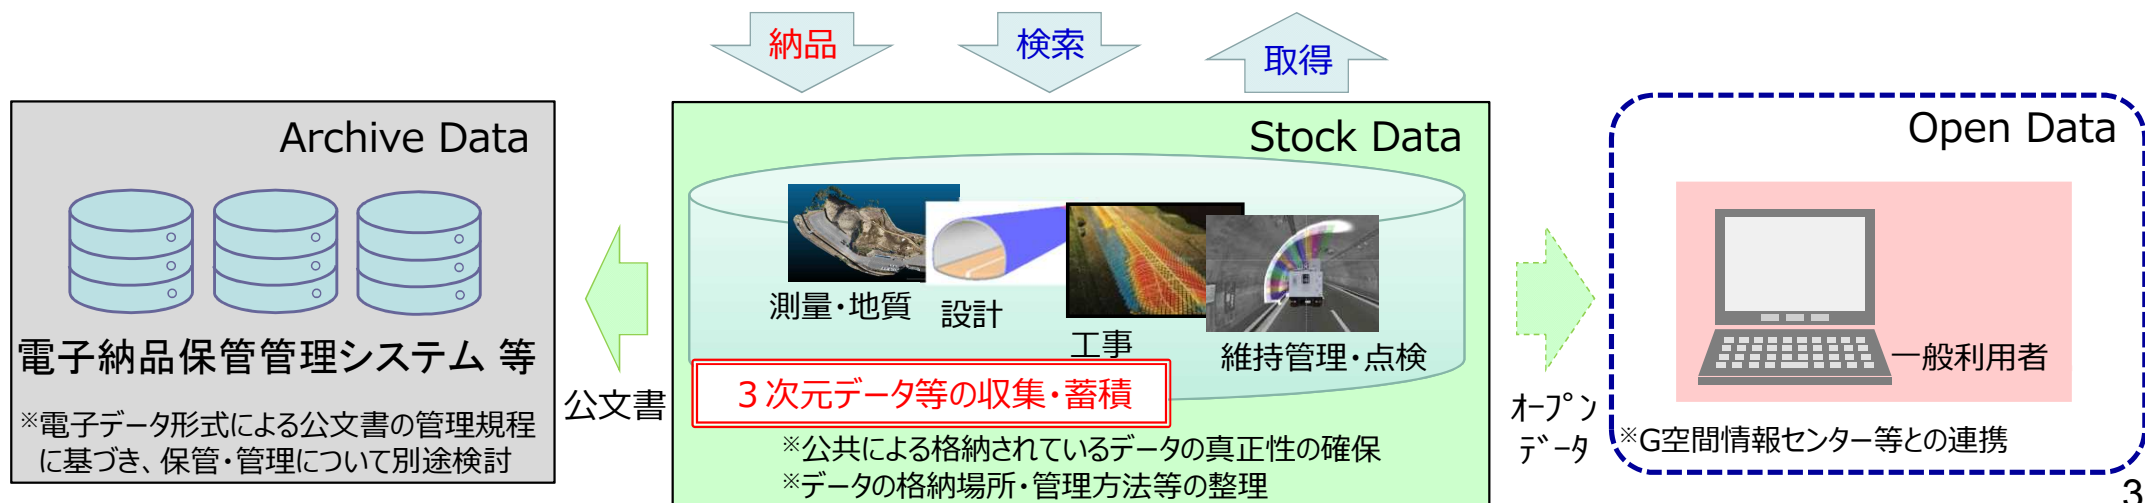 納品
検索
取得
Archive Data
電子納品保管管理システム 等
※電子データ形式による公文書の管理規程
に基づき、保管・管理について別途検討
公文書
Stock Data
測量・地質
設計
工事
維持管理・点検
3次元データ等の収集・蓄積
※公共による格納されているデータの真正性の確保
※データの格納場所・管理方法等の整理
ｵｰﾌﾟﾝ
ﾃﾞｰﾀ
Open Data
一般利用者
※G空間情報センター等との連携
3